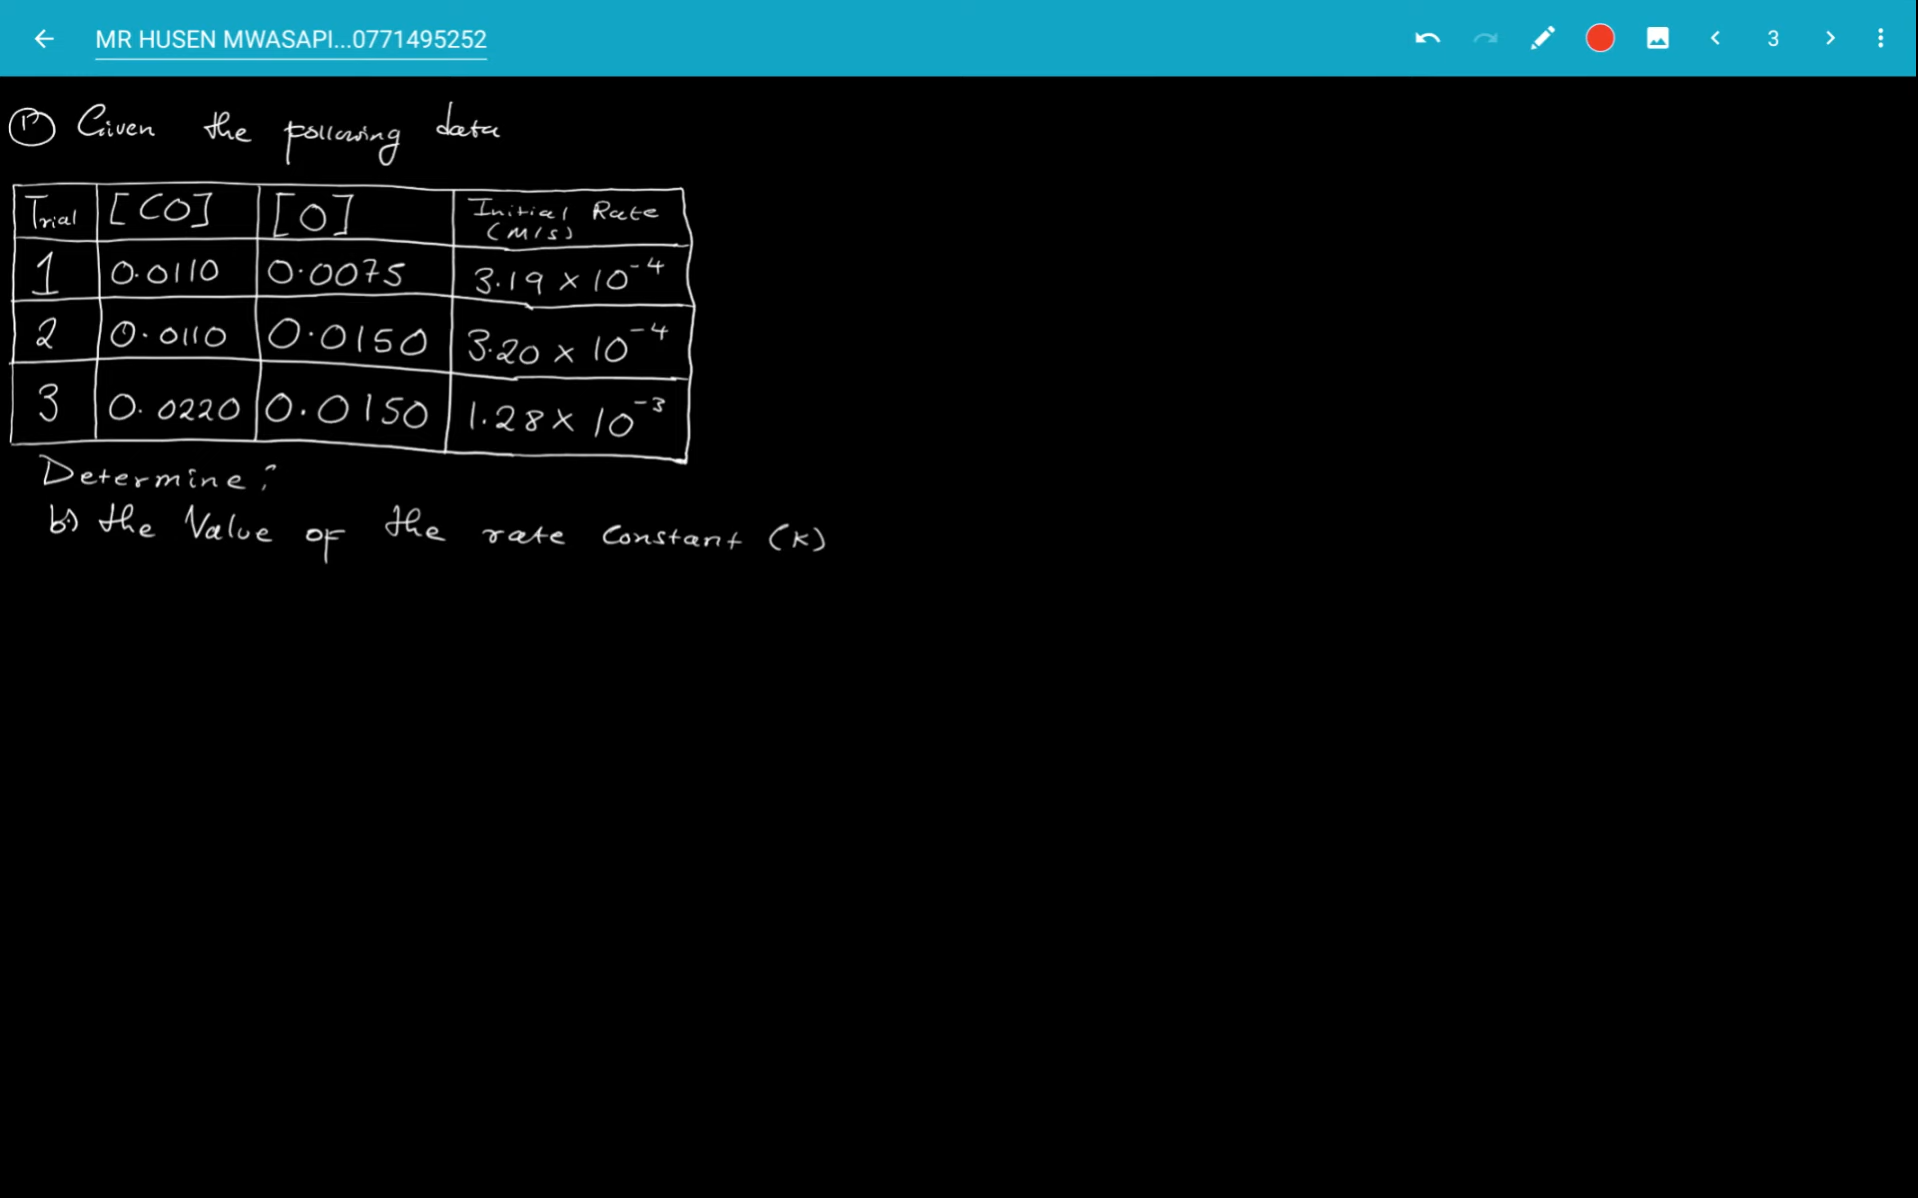 MR HUSEN MWASAPI...0771495252
3
1) Given the following data
Trial [CO] [O] Initial Rate (M/s)
1 0.0110 0.0075 3.19 x 10-4
2 0.0110 0.0150 3.20 x 10-4
3 0.0220 0.0150 1.28 x 10-3
Determine:
b) the Value of the rate constant (K)